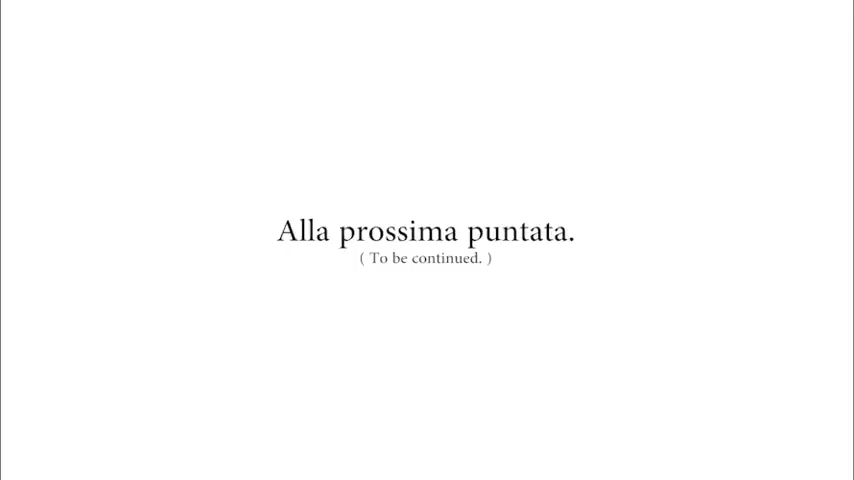 Alla prossima puntata.
( To be continued. )